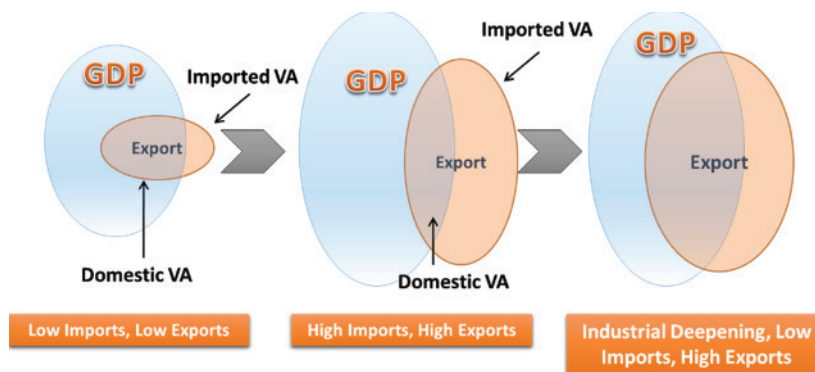 GDP
Imported VA
Export
Domestic VA
Low Imports, Low Exports
GDP
Imported VA
Export
Domestic VA
High Imports, High Exports
GDP
Export
Industrial Deepening, Low
Imports, High Exports